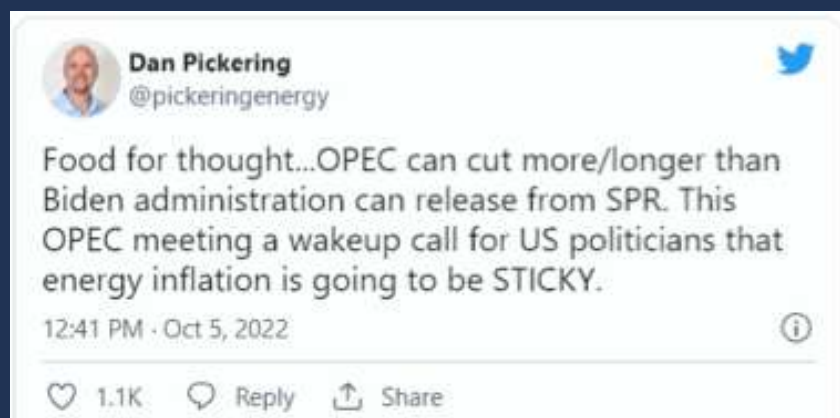 Dan Pickering
@pickeringenergy
Food for thought...OPEC can cut more/longer than
Biden administration can release from SPR. This
OPEC meeting a wakeup call for US politicians that
energy inflation is going to be STICKY.
12:41 PM · Oct 5, 2022
1.1K Reply Share